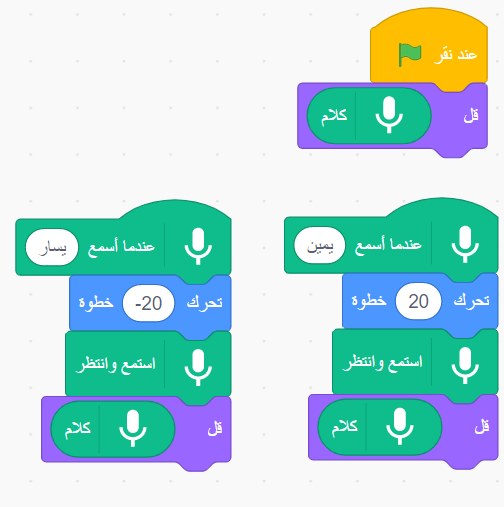 عند نقر
قل كلام
عندما أسمع يمين
تحرك 20 خطوة
استمع وانتظر
قل كلام
عندما أسمع يسار
تحرك -20 خطوة
استمع وانتظر
قل كلام